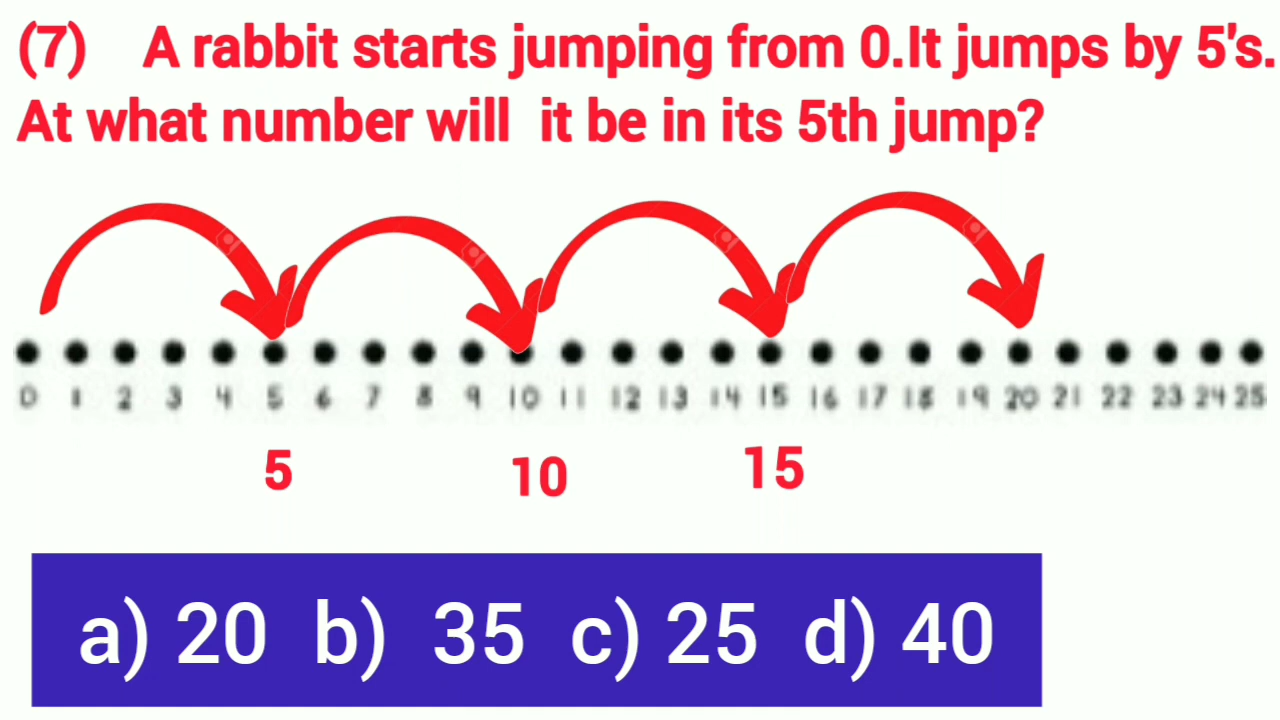 (7) A rabbit starts jumping from 0.It jumps by 5's.
At what number will it be in its 5th jump?
0 1 2 3 4 5 6 7 8 9 10 11 12 13 14 15 16 17 18 19 20 21 22 23 24 25
5 10 15
a) 20 b) 35 c) 25 d) 40